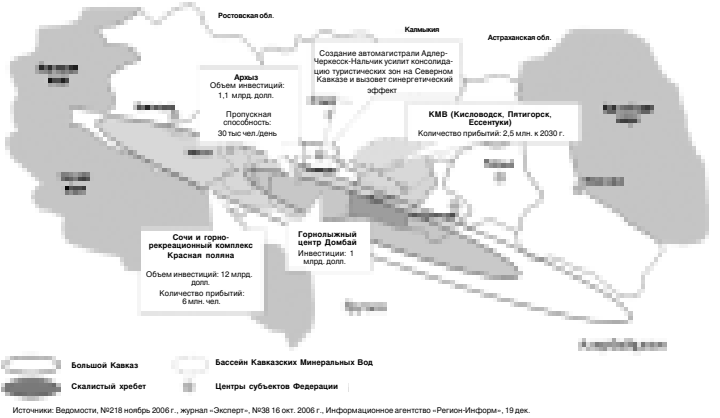 Ростовская обл.
Калмыкия
Астраханская обл.
Создание автомагистрали Адлер-
Черкесск-Нальчик усилит консолида-
цию туристических зон на Северном
Кавказе и вызовет синергетический
эффект
Архыз
Объем инвестиций:
1,1 млрд. долл.
Пропускная
способность:
30 тыс чел./день
КМВ (Кисловодск, Пятигорск,
Ессентуки)
Количество прибытий: 2,5 млн. к 2030 г.
Сочи и горно-
рекреационный комплекс
Красная поляна
Объем инвестиций: 12 млрд.
долл.
Количество прибытий:
6 млн. чел.
Горнолыжный
центр Домбай
Инвестиции: 1
млрд. долл.
Грузия
Азербайджан
Большой Кавказ
Бассейн Кавказских Минеральных Вод
Скалистый хребет
Центры субъектов Федерации
Источники: Ведомости, №218 ноябрь 2006 г., журнал «Эксперт», №38 16 окт. 2006 г., Информационное агентство «Регион-Информ», 19 дек.